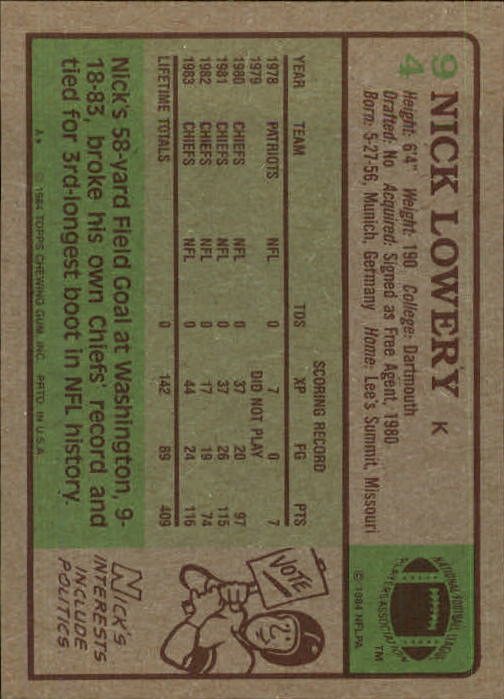 94 NICK LOWERY K
Height: 6'4" Weight: 190 College: Dartmouth
Drafted: No Acquired: Signed as Free Agent, 1980
Born: 5-27-56, Munich, Germany Home: Lee's Summit, Missouri
NATIONAL FOOTBALL LEAGUE
PLAYERS ASSOCIATION
TM
© 1984 NFLPA
SCORING RECORD
YEAR TEAM TDS XP FG PTS
1978 PATRIOTS NFL 0 7 0 7
1979 DID NOT PLAY
1980 CHIEFS NFL 0 37 20 97
1981 CHIEFS NFL 0 37 26 115
1982 CHIEFS NFL 0 17 19 74
1983 CHIEFS NFL 0 44 24 116
LIFETIME TOTALS 0 142 89 409
Nick's 58-yard Field Goal at Washington, 9-
18-83, broke his own Chiefs' record and
tied for 3rd-longest boot in NFL history.
A* © 1984 TOPPS CHEWING GUM, INC. PRTD. IN U.S.A.
VOTE
NICK'S
INTERESTS
INCLUDE
POLITICS